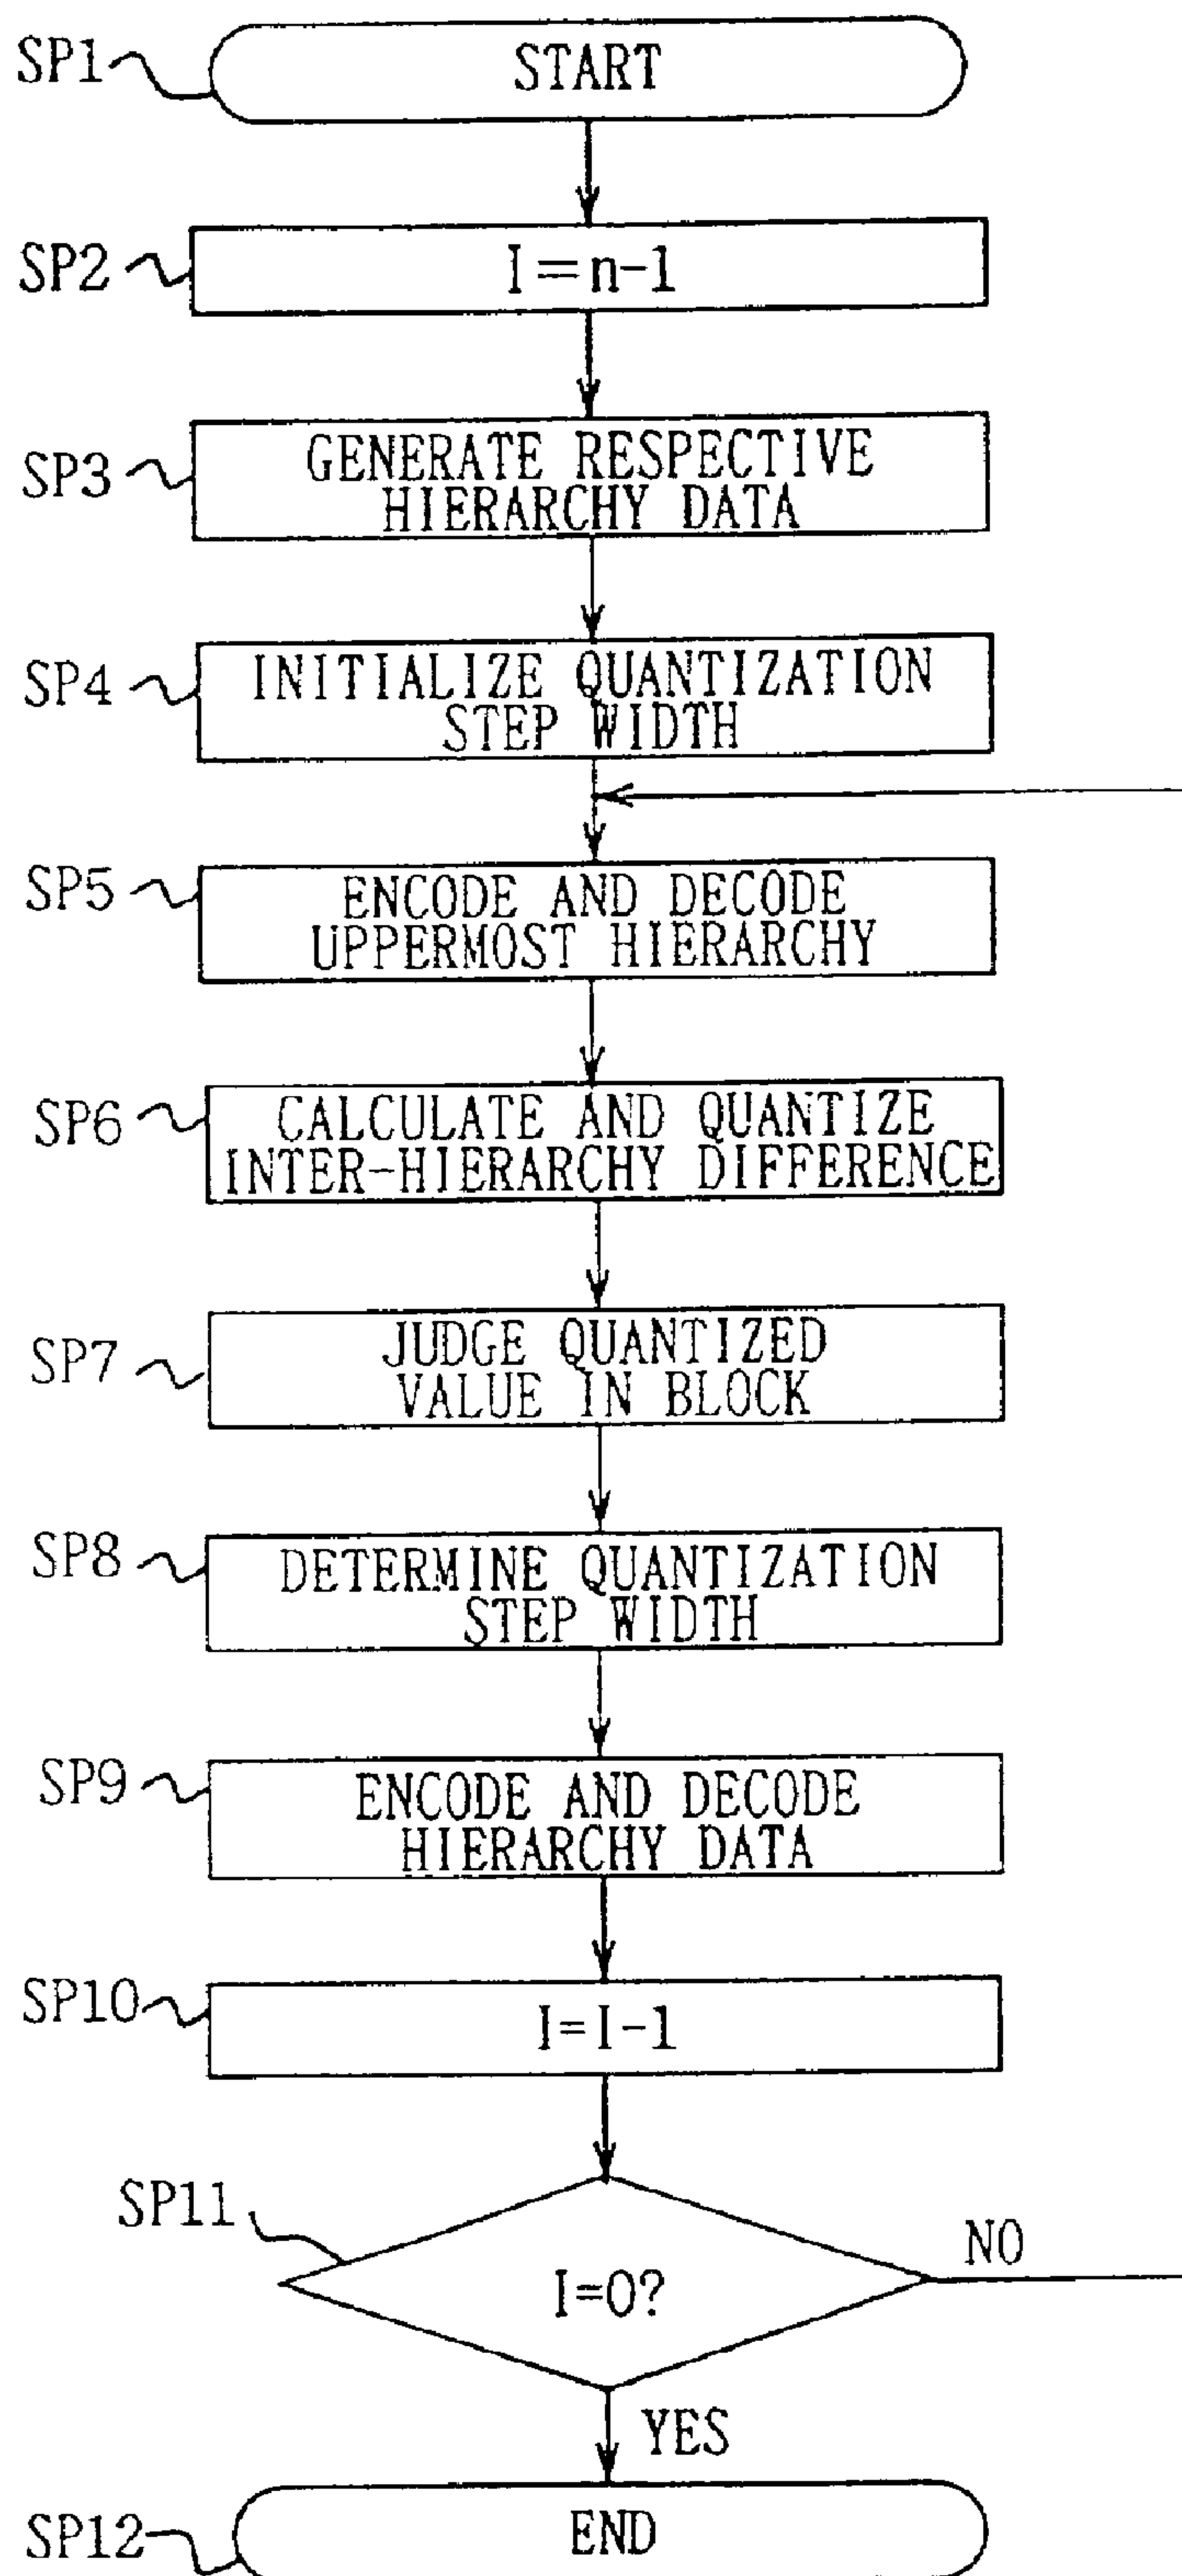 SP1 START
SP2 I=n-1
SP3 GENERATE RESPECTIVE
HIERARCHY DATA
SP4 INITIALIZE QUANTIZATION
STEP WIDTH
SP5 ENCODE AND DECODE
UPPERMOST HIERARCHY
SP6 CALCULATE AND QUANTIZE
INTER-HIERARCHY DIFFERENCE
SP7 JUDGE QUANTIZED
VALUE IN BLOCK
SP8 DETERMINE QUANTIZATION
STEP WIDTH
SP9 ENCODE AND DECODE
HIERARCHY DATA
SP10 I=I-1
SP11 I=0? NO
YES
SP12 END